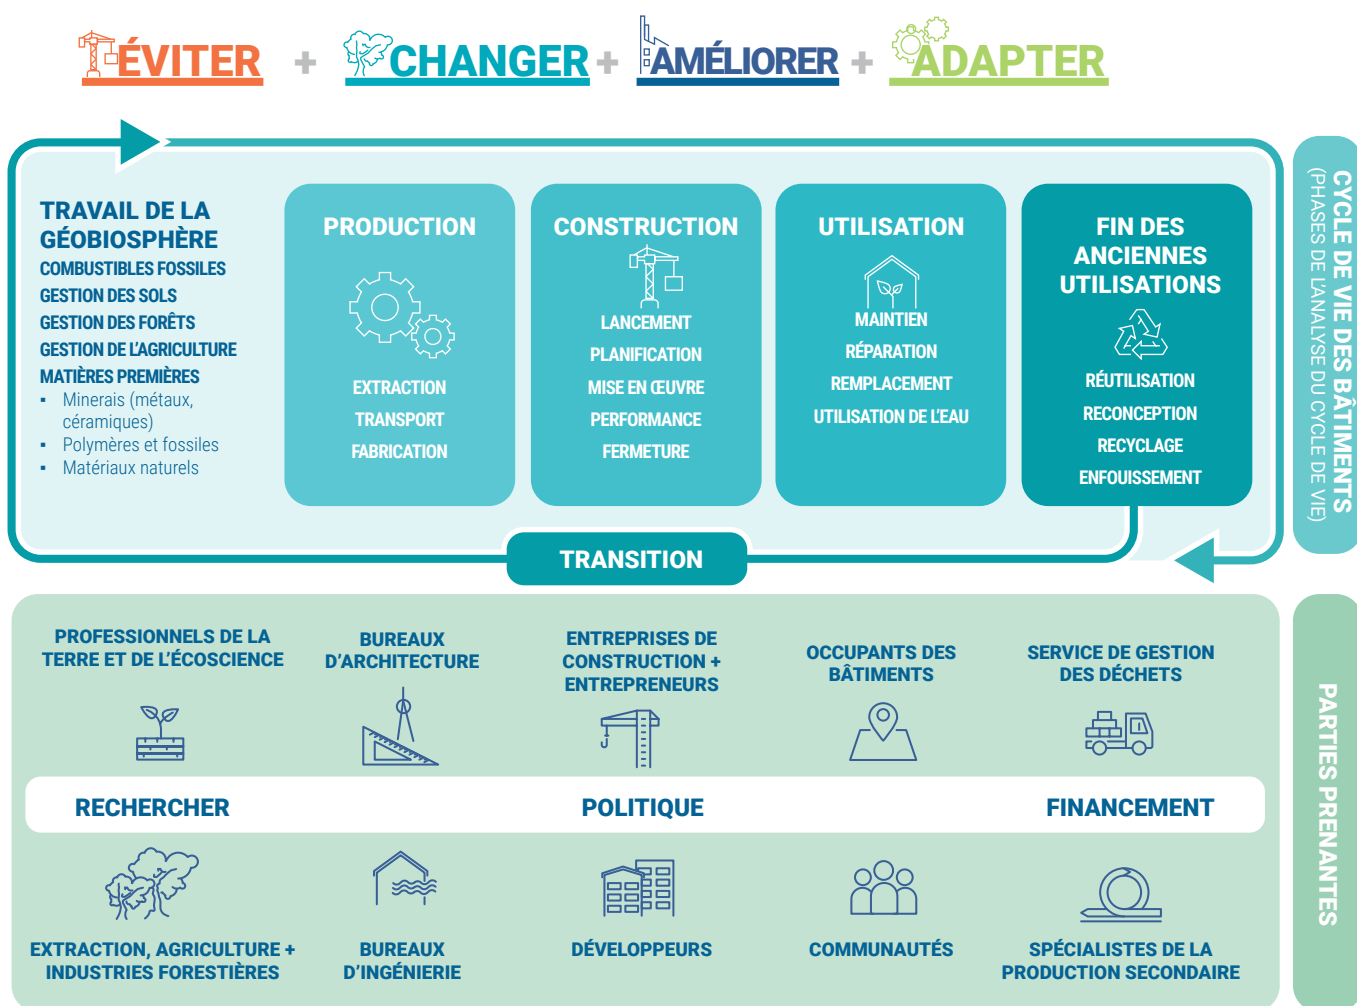 ÉVITER + CHANGER + AMÉLIORER + ADAPTER
TRAVAIL DE LA
GÉOBIOSPHÈRE
COMBUSTIBLES FOSSILES
GESTION DES SOLS
GESTION DES FORÊTS
GESTION DE L'AGRICULTURE
MATIÈRES PREMIÈRES
▪ Minerais (métaux,
céramiques)
▪ Polymères et fossiles
▪ Matériaux naturels
PRODUCTION
EXTRACTION
TRANSPORT
FABRICATION
CONSTRUCTION
LANCEMENT
PLANIFICATION
MISE EN ŒUVRE
PERFORMANCE
FERMETURE
UTILISATION
MAINTIEN
RÉPARATION
REMPLACEMENT
UTILISATION DE L'EAU
FIN DES
ANCIENNES
UTILISATIONS
RÉUTILISATION
RECONCEPTION
RECYCLAGE
ENFOUISSEMENT
TRANSITION
CYCLE DE VIE DES BÂTIMENTS
(PHASES DE L'ANALYSE DU CYCLE DE VIE)
PROFESSIONNELS DE LA
TERRE ET DE L'ÉCOSCIENCE
BUREAUX
D'ARCHITECTURE
ENTREPRISES DE
CONSTRUCTION +
ENTREPRENEURS
OCCUPANTS DES
BÂTIMENTS
SERVICE DE GESTION
DES DÉCHETS
RECHERCHER
POLITIQUE
FINANCEMENT
EXTRACTION, AGRICULTURE +
INDUSTRIES FORESTIÈRES
BUREAUX
D'INGÉNIERIE
DÉVELOPPEURS
COMMUNAUTÉS
SPÉCIALISTES DE LA
PRODUCTION SECONDAIRE
PARTIES PRENANTES